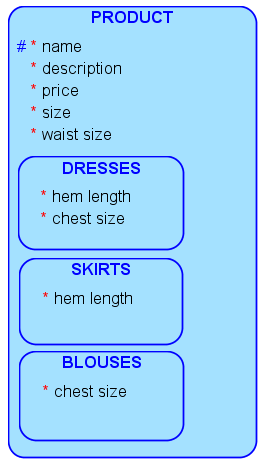 PRODUCT
# * name
* description
* price
* size
* waist size
DRESSES
* hem length
* chest size
SKIRTS
* hem length
BLOUSES
* chest size